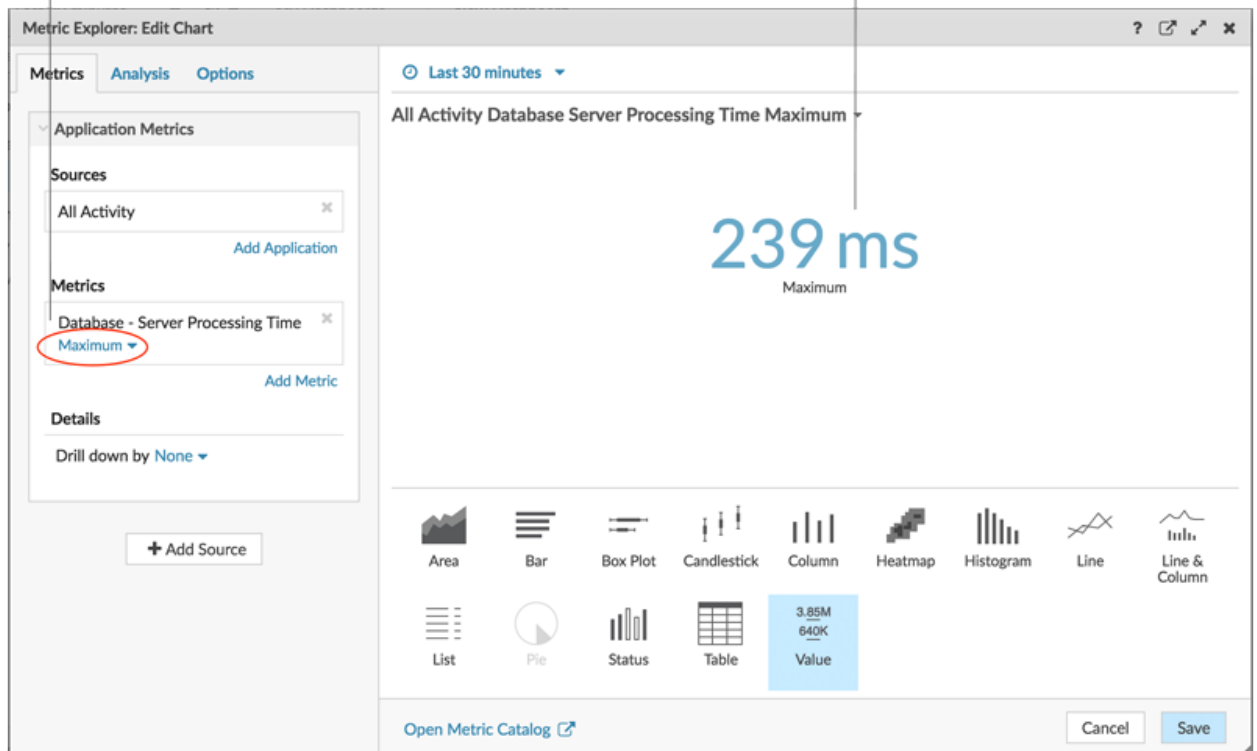 Metric Explorer: Edit Chart
?
Metrics Analysis Options
Last 30 minutes
Application Metrics
Sources
All Activity
Add Application
Metrics
Database - Server Processing Time
Maximum
Add Metric
Details
Drill down by None
+ Add Source
All Activity Database Server Processing Time Maximum
239 ms
Maximum
Area Bar Box Plot Candlestick Column Heatmap Histogram Line Line &
Column
3.85M
640K
List Pie Status Table Value
Open Metric Catalog
Cancel Save